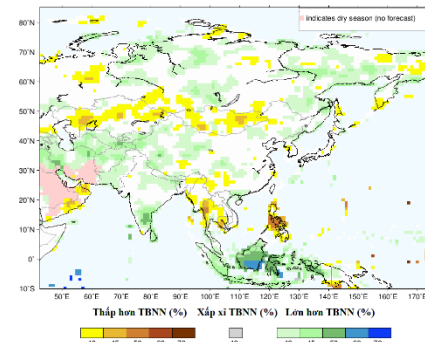 indicates dry season (no forecast)
80°N
70°N
60°N
50°N
40°N
30°N
20°N
10°N
0°
10°S
50°E 60°E 70°E 80°E 90°E 100°E 110°E 120°E 130°E 140°E 150°E 160°E 170°E
Thấp hơn TBNN (%) Xấp xỉ TBNN (%) Lớn hơn TBNN (%)